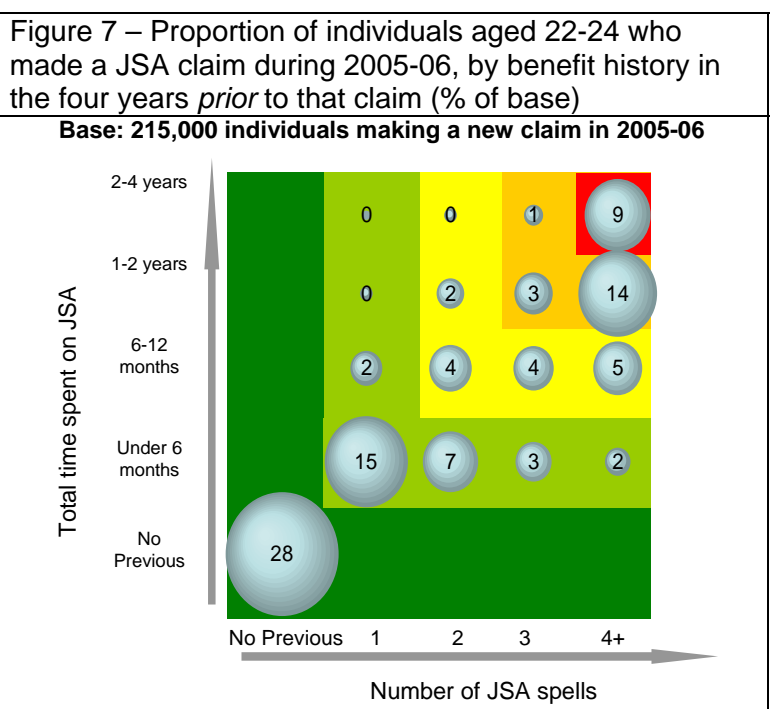 Figure 7 – Proportion of individuals aged 22-24 who
made a JSA claim during 2005-06, by benefit history in
the four years prior to that claim (% of base)
Base: 215,000 individuals making a new claim in 2005-06
Total time spent on JSA
2-4 years
0 0 1 9
1-2 years
0 2 3 14
6-12
months
2 4 4 5
Under 6
months
15 7 3 2
No
Previous
28
No Previous 1 2 3 4+
Number of JSA spells